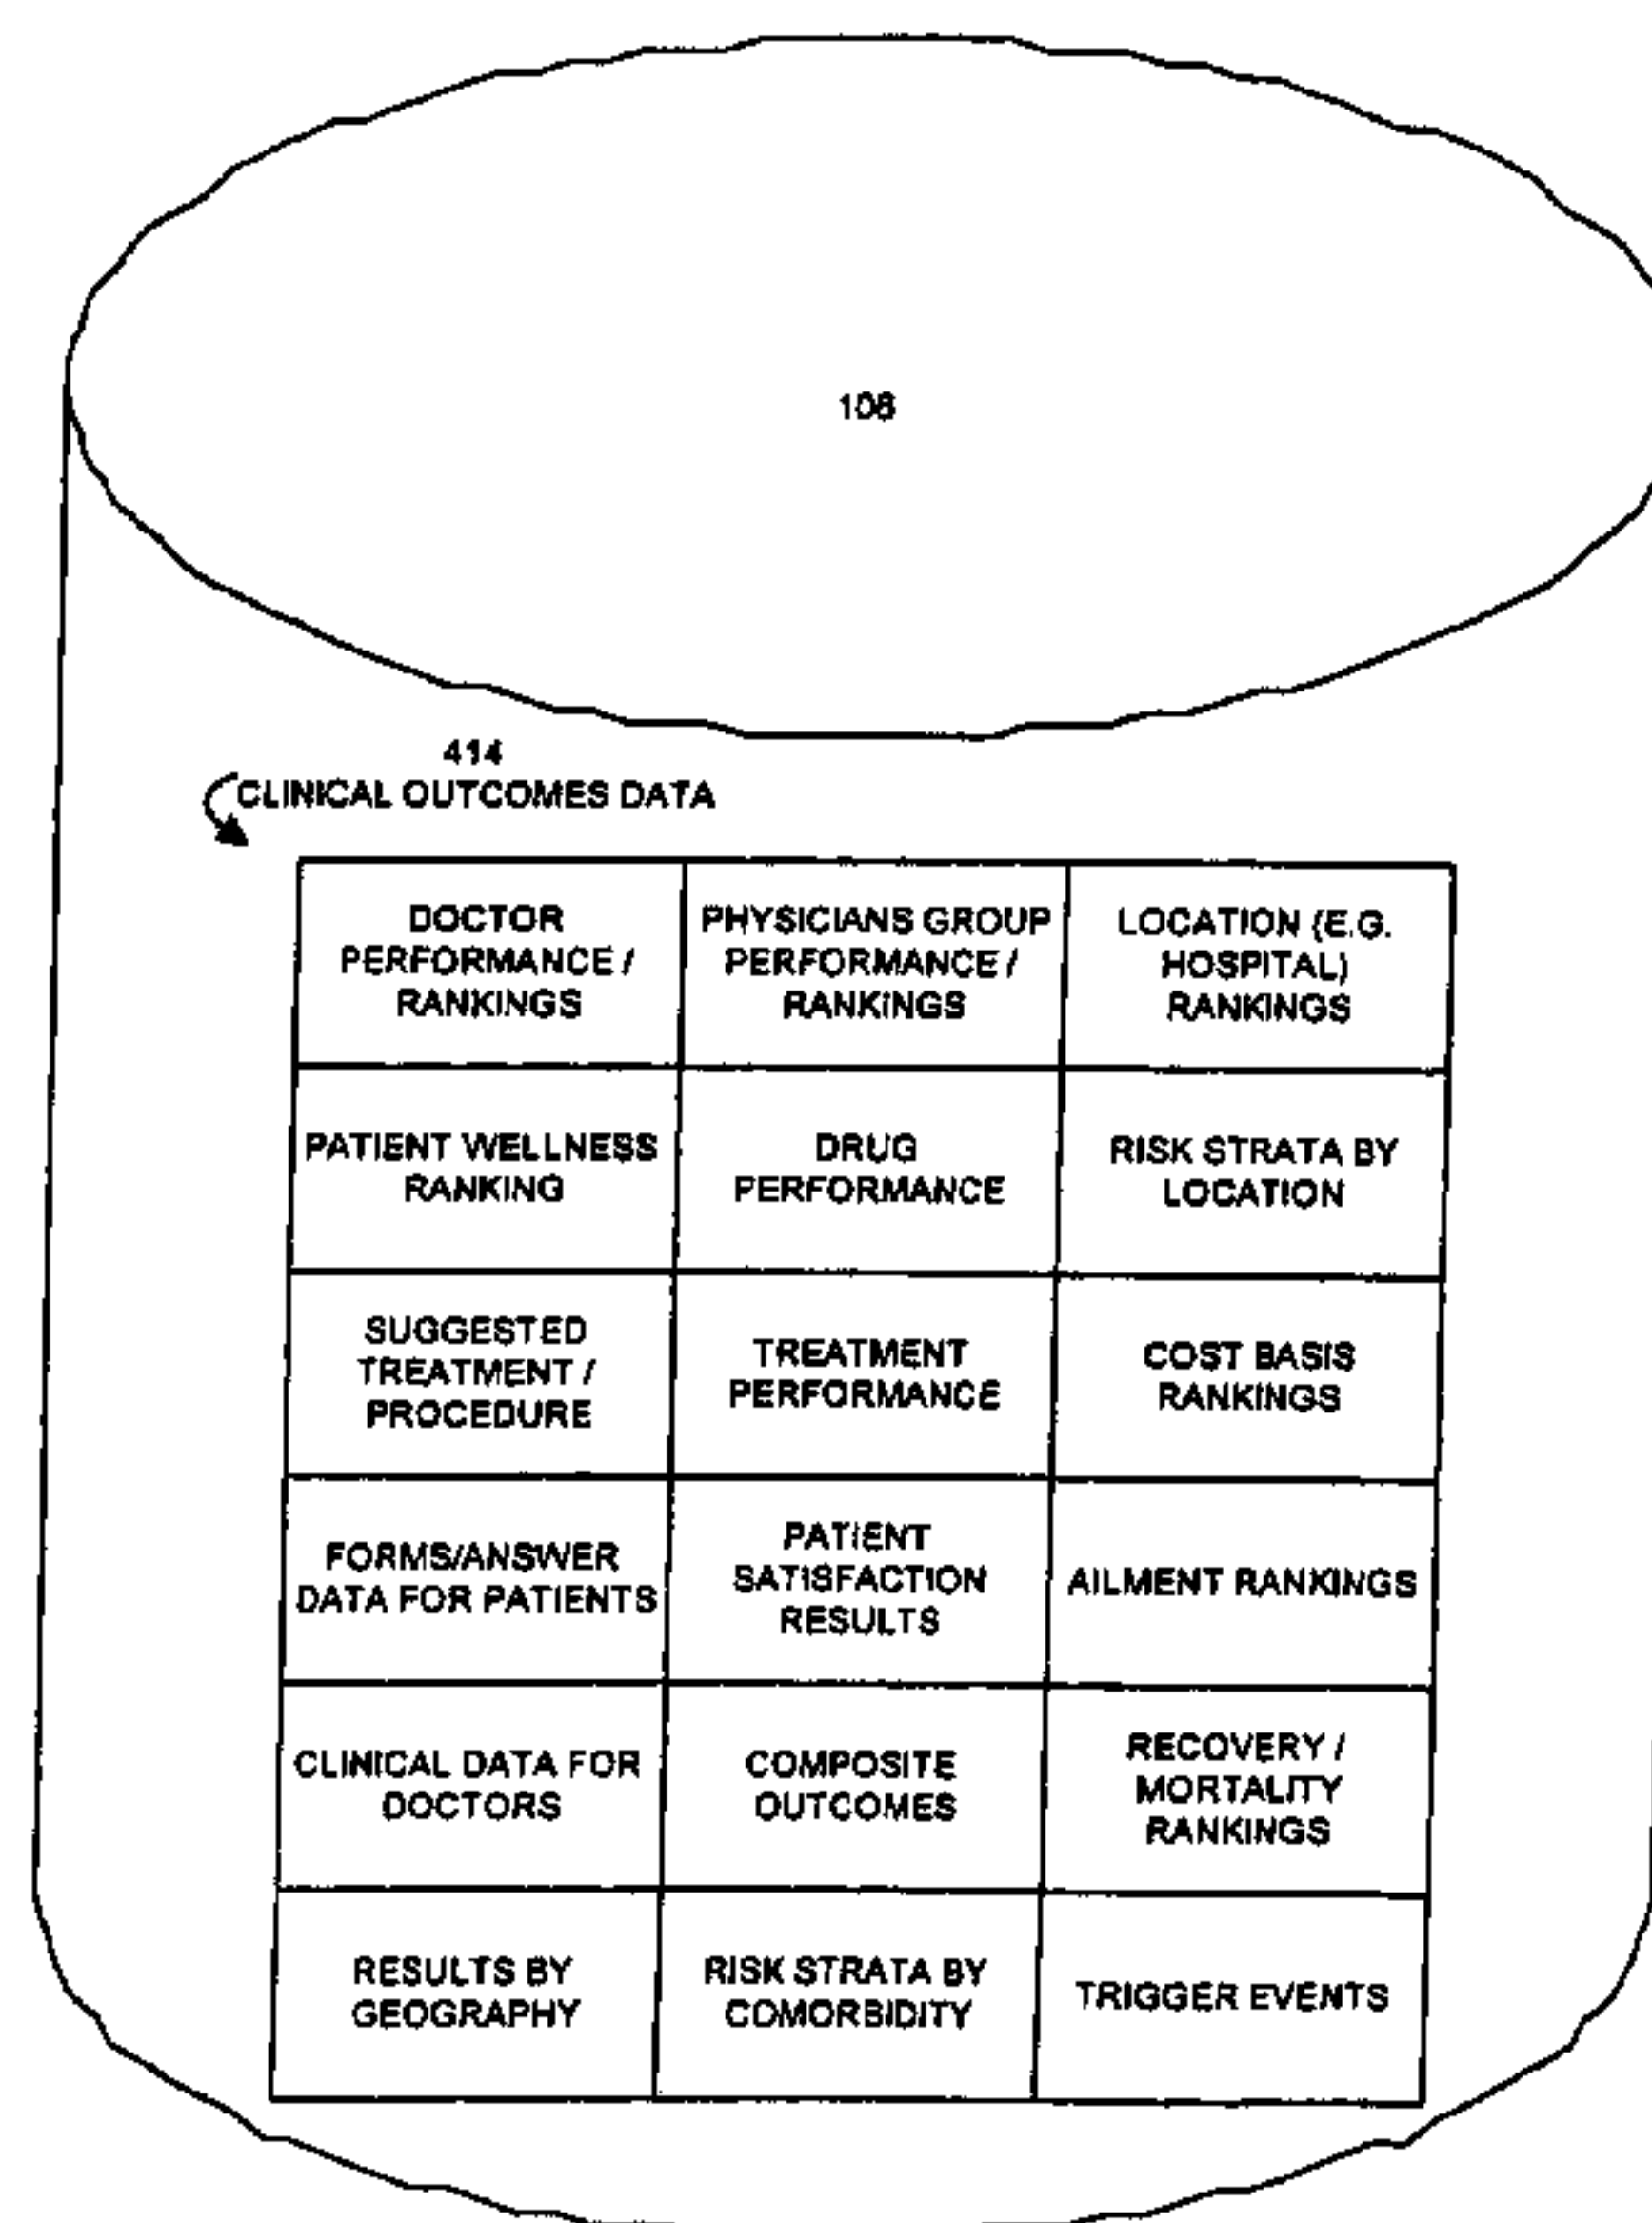 108
414
CLINICAL OUTCOMES DATA
DOCTOR
PERFORMANCE /
RANKINGS
PHYSICIANS GROUP
PERFORMANCE /
RANKINGS
LOCATION (E.G.
HOSPITAL)
RANKINGS
PATIENT WELLNESS
RANKING
DRUG
PERFORMANCE
RISK STRATA BY
LOCATION
SUGGESTED
TREATMENT /
PROCEDURE
TREATMENT
PERFORMANCE
COST BASIS
RANKINGS
FORMS/ANSWER
DATA FOR PATIENTS
PATIENT
SATISFACTION
RESULTS
AILMENT RANKINGS
CLINICAL DATA FOR
DOCTORS
COMPOSITE
OUTCOMES
RECOVERY /
MORTALITY
RANKINGS
RESULTS BY
GEOGRAPHY
RISK STRATA BY
COMORBIDITY
TRIGGER EVENTS